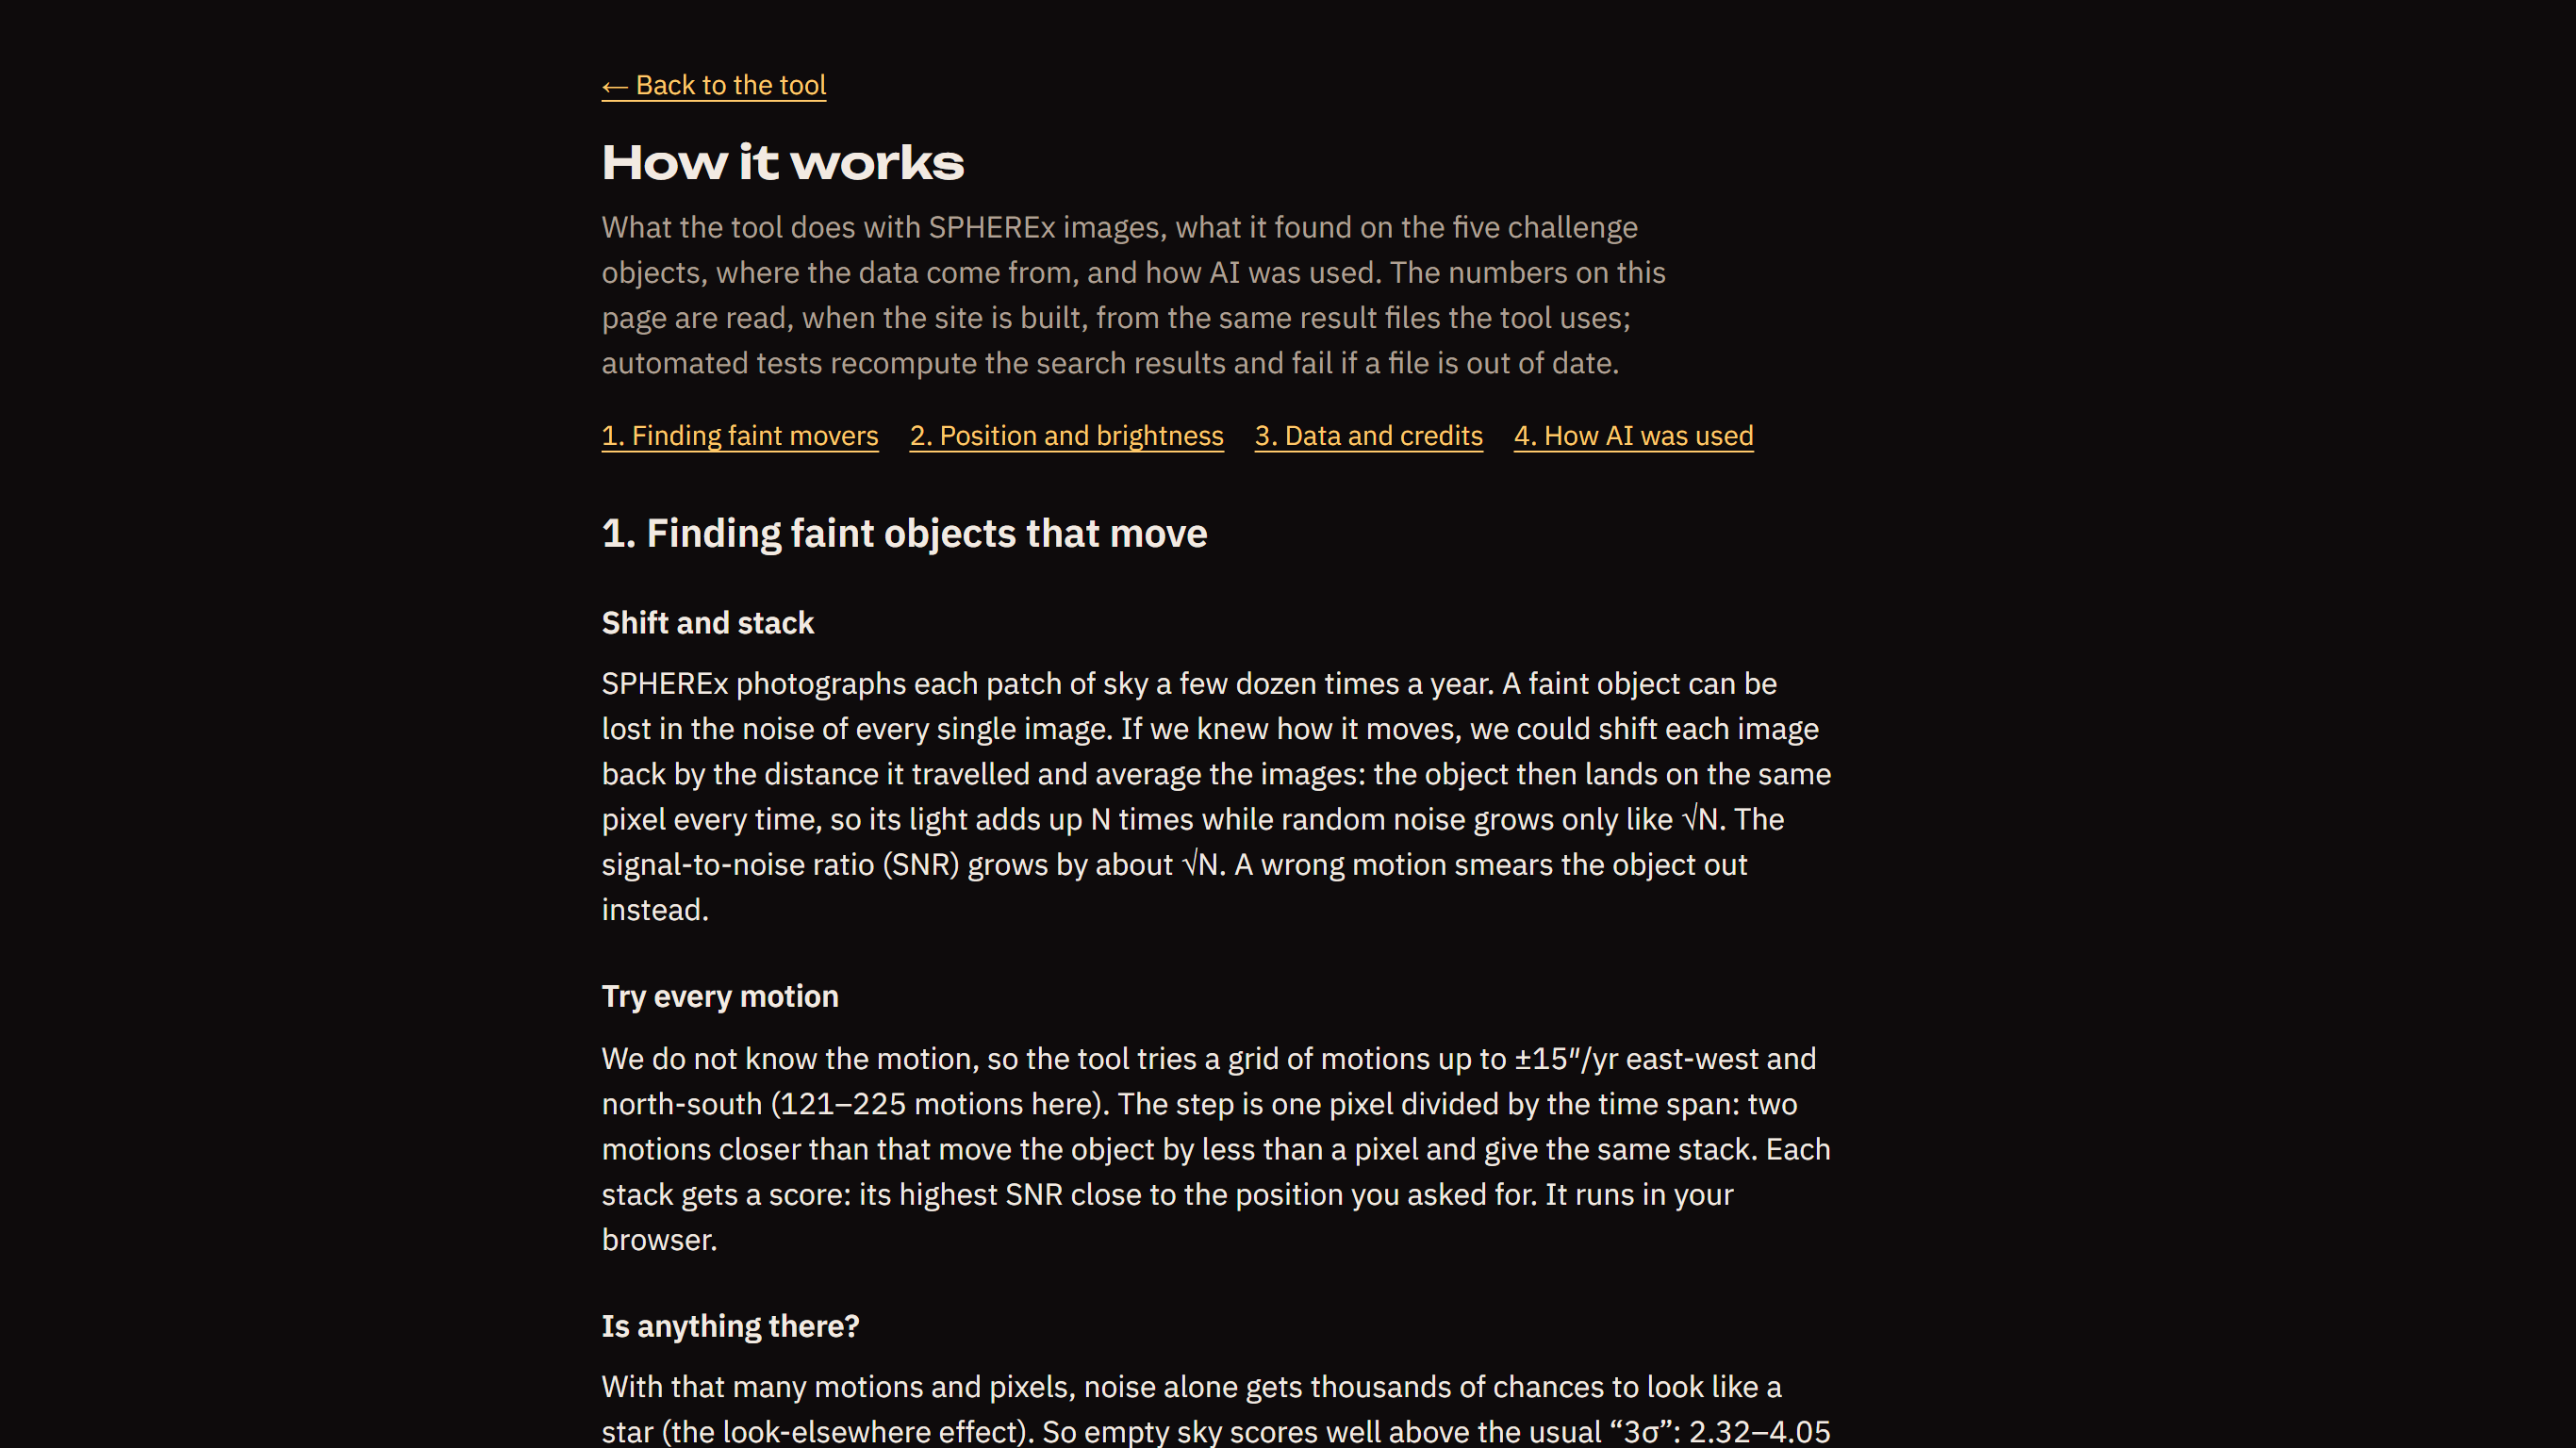 ← Back to the tool
How it works
What the tool does with SPHEREx images, what it found on the five challenge
objects, where the data come from, and how AI was used. The numbers on this
page are read, when the site is built, from the same result files the tool uses;
automated tests recompute the search results and fail if a file is out of date.
1. Finding faint movers 2. Position and brightness 3. Data and credits 4. How AI was used
1. Finding faint objects that move
Shift and stack
SPHEREx photographs each patch of sky a few dozen times a year. A faint object can be
lost in the noise of every single image. If we knew how it moves, we could shift each image
back by the distance it travelled and average the images: the object then lands on the same
pixel every time, so its light adds up N times while random noise grows only like √N. The
signal-to-noise ratio (SNR) grows by about √N. A wrong motion smears the object out
instead.
Try every motion
We do not know the motion, so the tool tries a grid of motions up to ±15″/yr east-west and
north-south (121–225 motions here). The step is one pixel divided by the time span: two
motions closer than that move the object by less than a pixel and give the same stack. Each
stack gets a score: its highest SNR close to the position you asked for. It runs in your
browser.
Is anything there?
With that many motions and pixels, noise alone gets thousands of chances to look like a
star (the look-elsewhere effect). So empty sky scores well above the usual “3σ”: 2.32–4.05